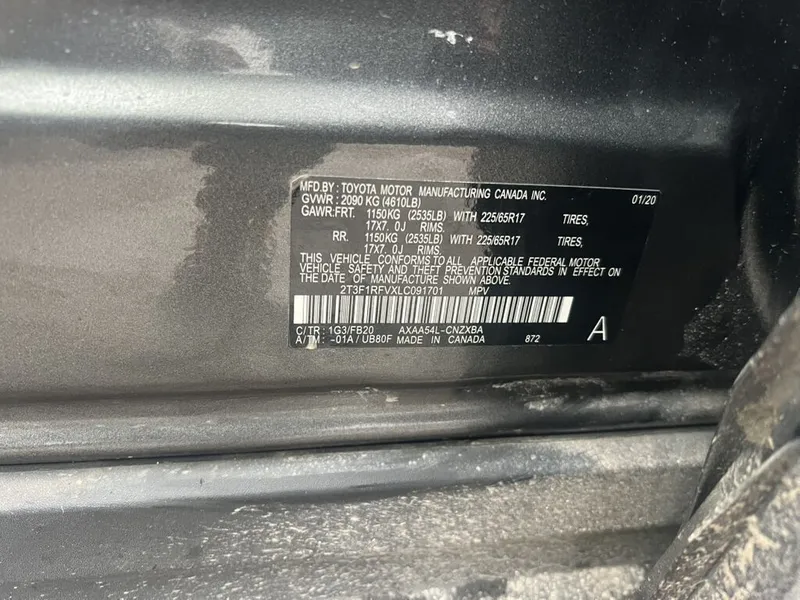 MFD.BY: TOYOTA MOTOR MANUFACTURING CANADA INC. 01/20
GVWR: 2090 KG (4610LB)
GAWR:FRT. 1150KG (2535LB) WITH 225/65R17 TIRES,
17X7. 0J RIMS.
RR. 1150KG (2535LB) WITH 225/65R17 TIRES,
17X7. 0J RIMS.
THIS VEHICLE CONFORMS TO ALL APPLICABLE FEDERAL MOTOR
VEHICLE SAFETY AND THEFT PREVENTION STANDARDS IN EFFECT ON
THE DATE OF MANUFACTURE SHOWN ABOVE.
2T3F1RFVXLC091701 MPV
C/TR: 1G3/FB20 AXAA54L-CNZXBA A
A/TM: -01A / UB80F MADE IN CANADA 872